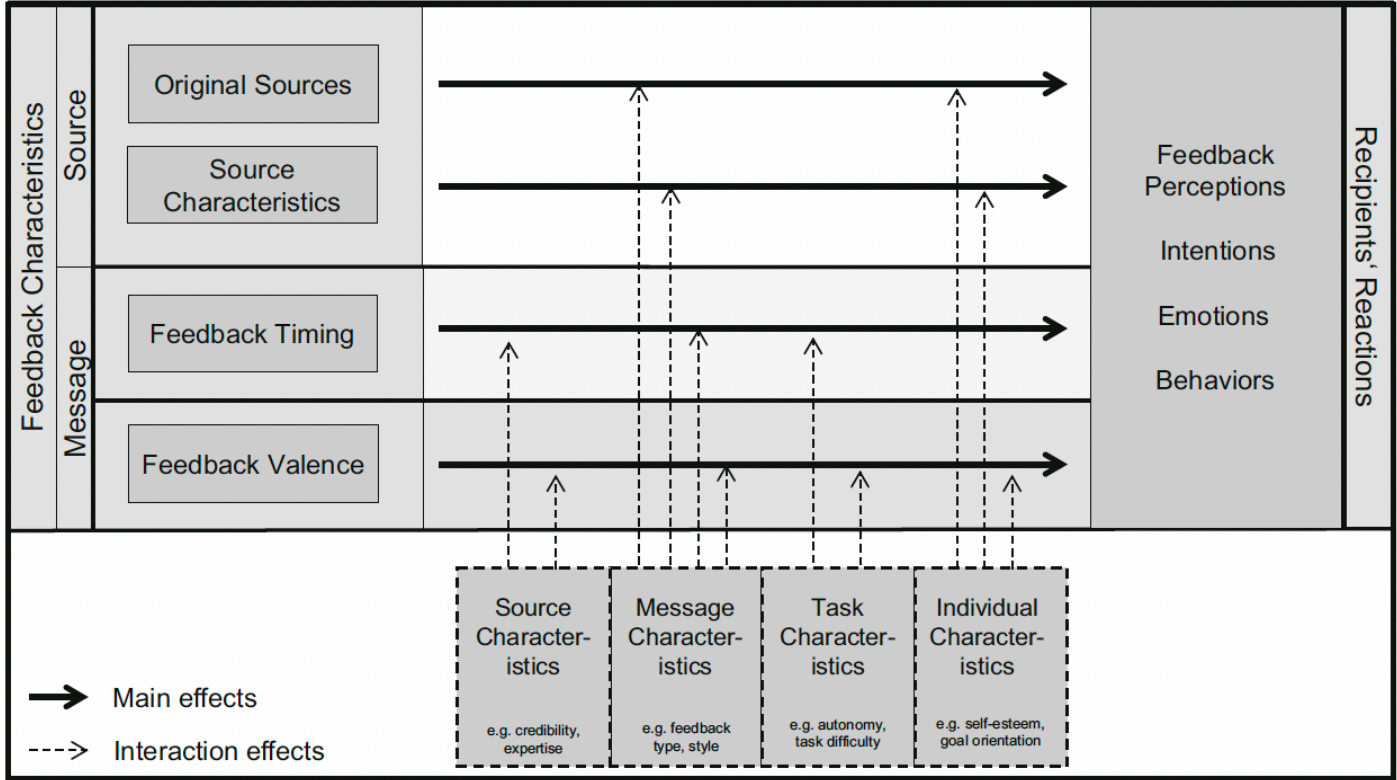 Feedback Characteristics
Source
Message
Original Sources
Source
Characteristics
Feedback Timing
Feedback Valence
Feedback
Perceptions
Intentions
Emotions
Behaviors
Recipients‘ Reactions
Source
Character-
istics
e.g. credibility,
expertise
Message
Character-
istics
e.g. feedback
type, style
Task
Character-
istics
e.g. autonomy,
task difficulty
Individual
Character-
istics
e.g. self-esteem,
goal orientation
Main effects
Interaction effects